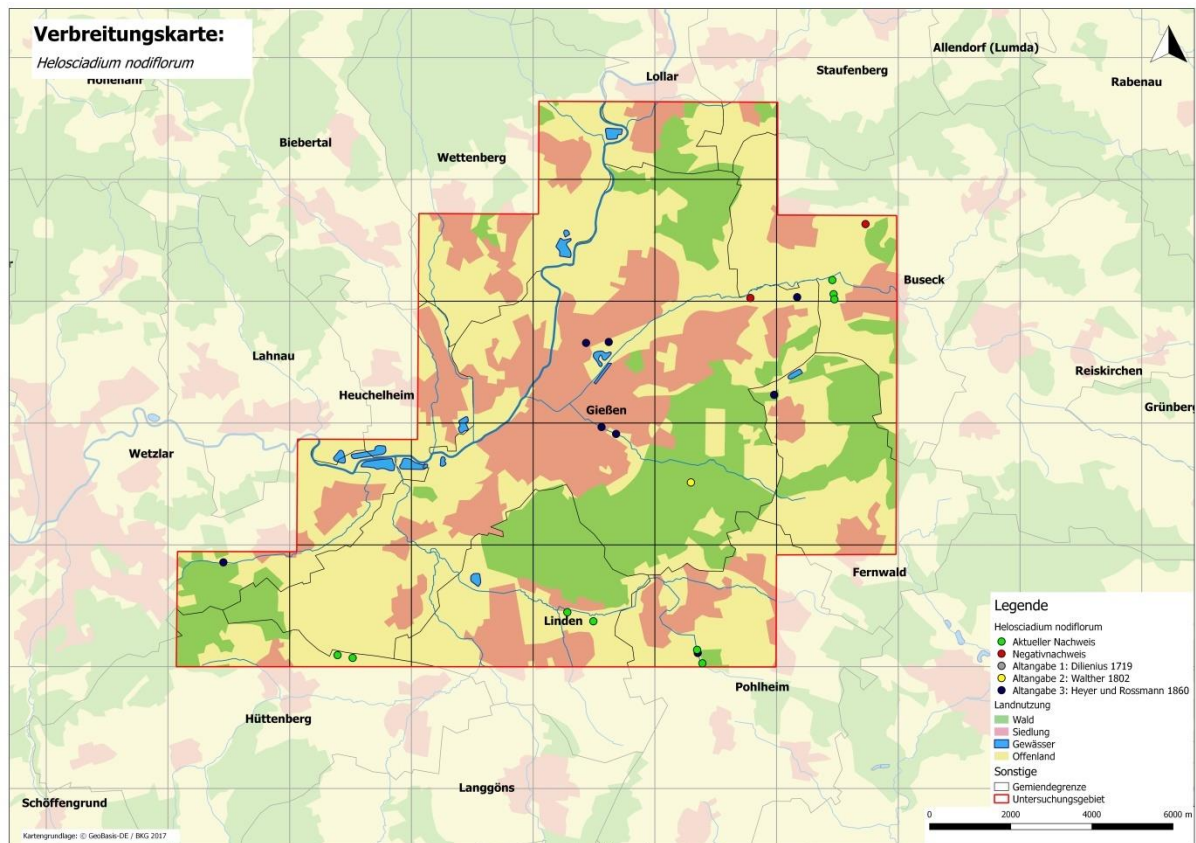 Verbreitungskarte:
Helosciadium nodiflorum
Hohenahr
Lollar
Allendorf (Lumda)
Staufenberg
Rabenau
Biebertal
Wettenberg
Buseck
Lahnau
Heuchelheim
Reiskirchen
Gießen
Grünberg
Wetzlar
Fernwald
Linden
Pohlheim
Hüttenberg
Langgöns
Schöffengrund
Legende
Helosciadium nodiflorum
Aktueller Nachweis
Negativnachweis
Altangabe 1: Dilienius 1719
Altangabe 2: Walther 1802
Altangabe 3: Heyer und Rossmann 1860
Landnutzung
Wald
Siedlung
Gewässer
Offenland
Sonstige
Gemiendegrenze
Untersuchungsgebiet
0 2000 4000 6000 m
Kartengrundlage: © GeoBasis-DE / BKG 2017